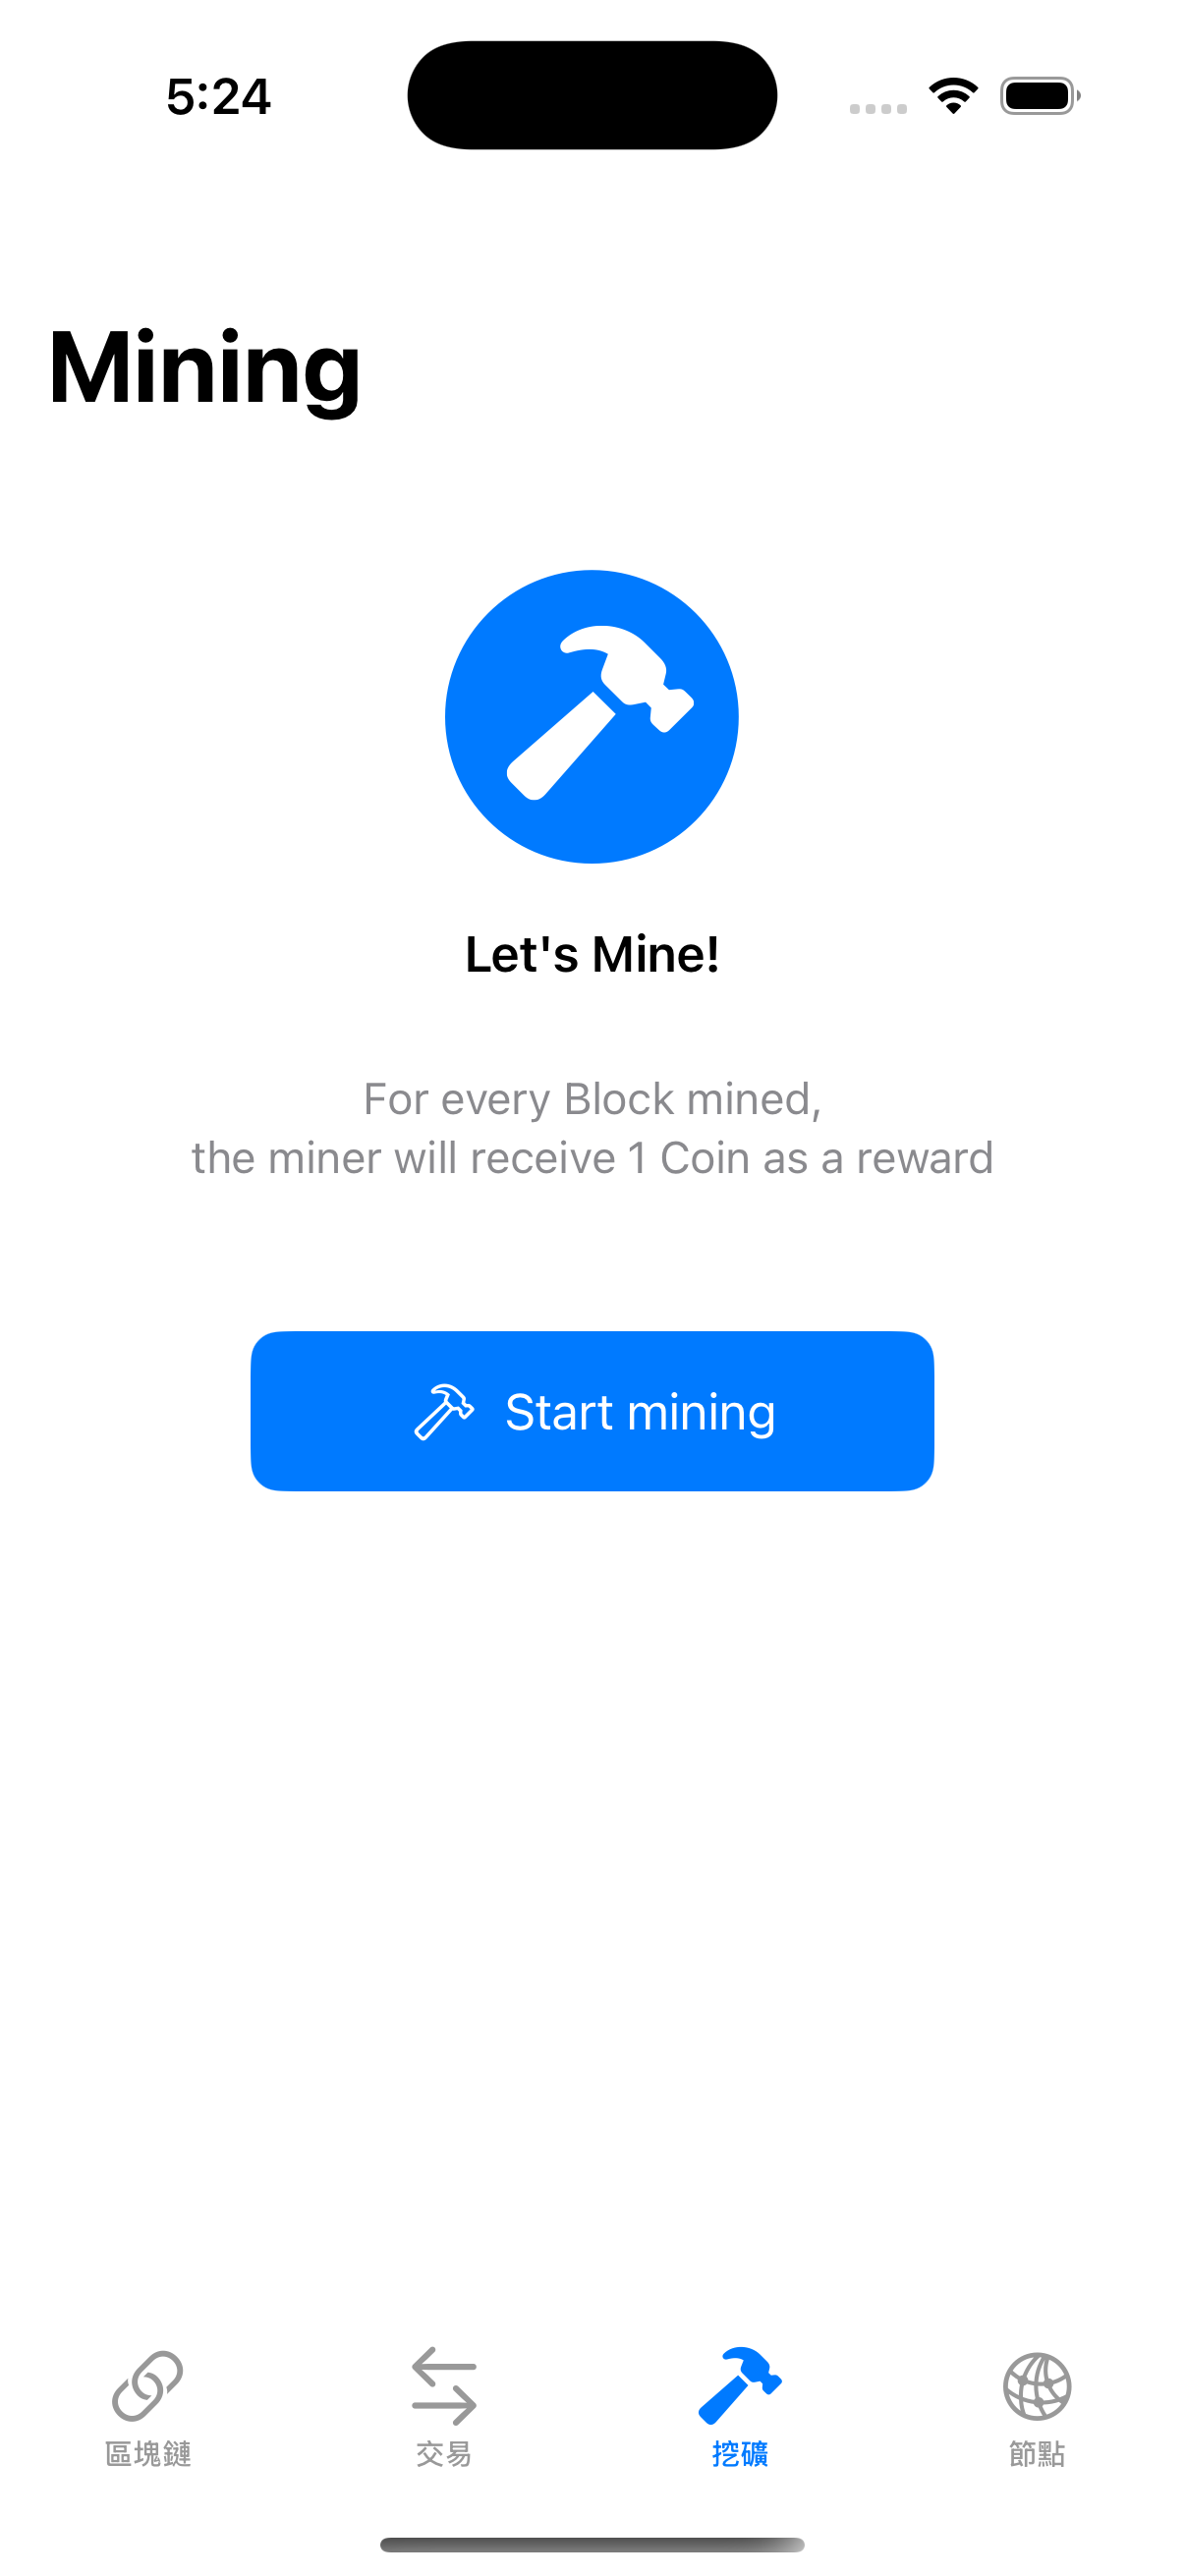 5:24
Mining
Let's Mine!
For every Block mined,
the miner will receive 1 Coin as a reward
Start mining
區塊鏈
交易
挖礦
節點